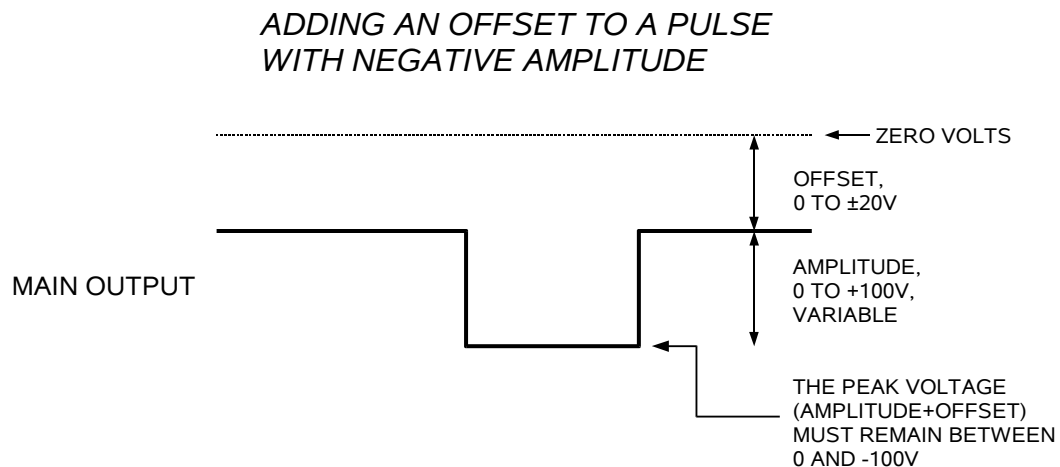 ADDING AN OFFSET TO A PULSE
WITH NEGATIVE AMPLITUDE
ZERO VOLTS
OFFSET,
0 TO ±20V
MAIN OUTPUT
AMPLITUDE,
0 TO +100V,
VARIABLE
THE PEAK VOLTAGE
(AMPLITUDE+OFFSET)
MUST REMAIN BETWEEN
0 AND -100V